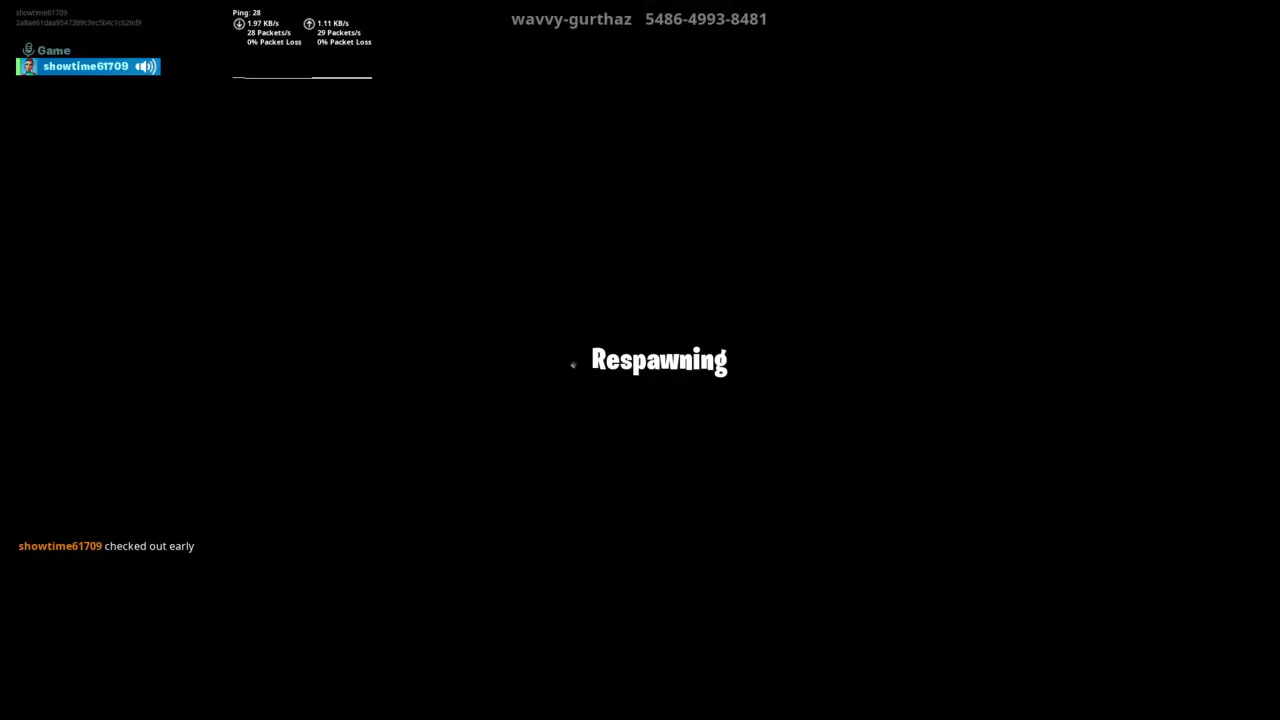 showtime61709
Ping: 28
1.97 KB/s 1.11 KB/s
28 Packets/s 29 Packets/s
0% Packet Loss 0% Packet Loss
wavvy-gurthaz 5486-4993-8481
Game
showtime61709
Respawning
showtime61709 checked out early